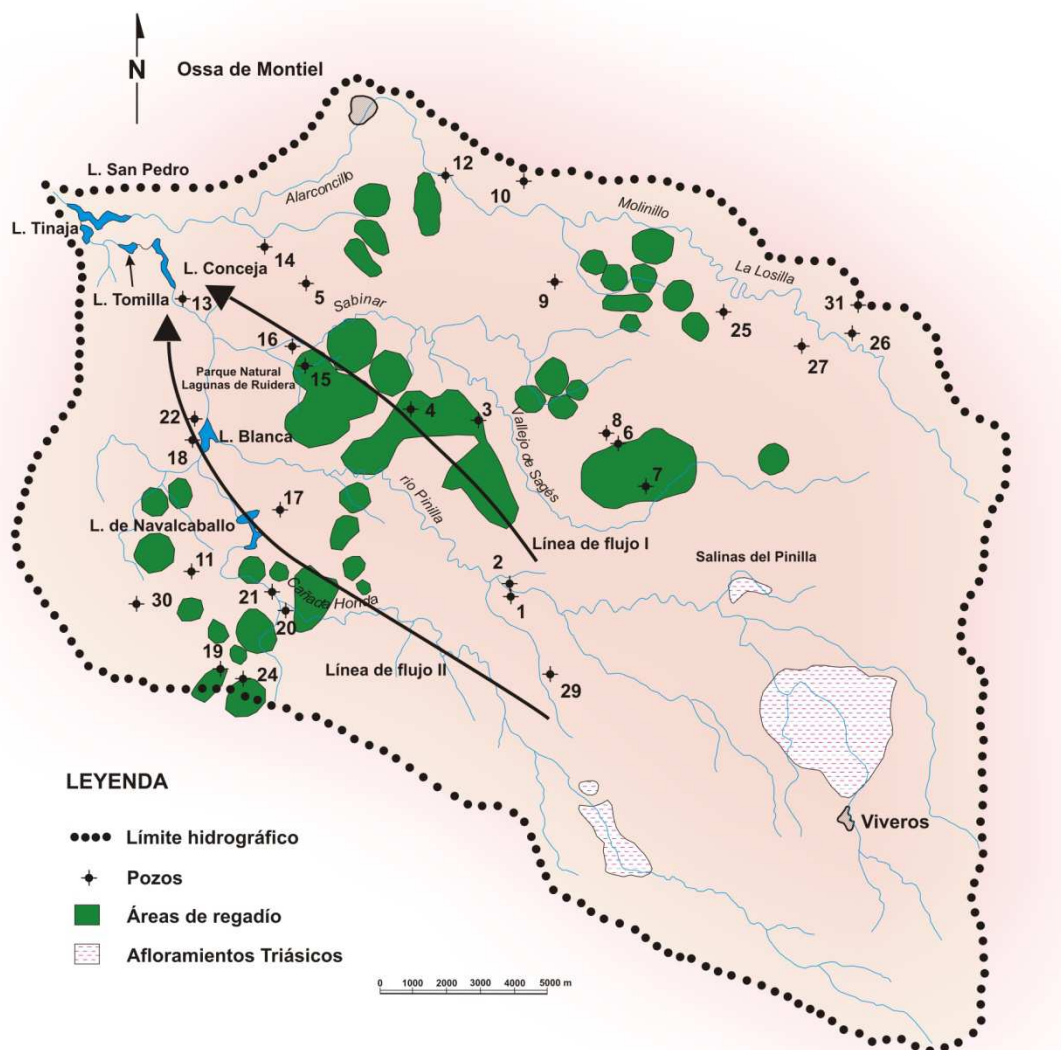 N
Ossa de Montiel
L. San Pedro
12
10
Alarconcillo
Molinillo
L. Tinaja
14
L. Conceja
La Losilla
L. Tomilla
13
5
9
31
Sabinar
25
26
27
16
Parque Natural
Lagunas de Ruidera
15
4
3
22
L. Blanca
18
8
6
Vallejo de Sagés
7
17
río Pinilla
L. de Navalcaballo
Línea de flujo I
Salinas del Pinilla
11
2
30
21
Cañada Honda
1
20
19
24
Línea de flujo II
29
LEYENDA
Viveros
Límite hidrográfico
Pozos
Áreas de regadío
Afloramientos Triásicos
0 1000 2000 3000 4000 5000 m